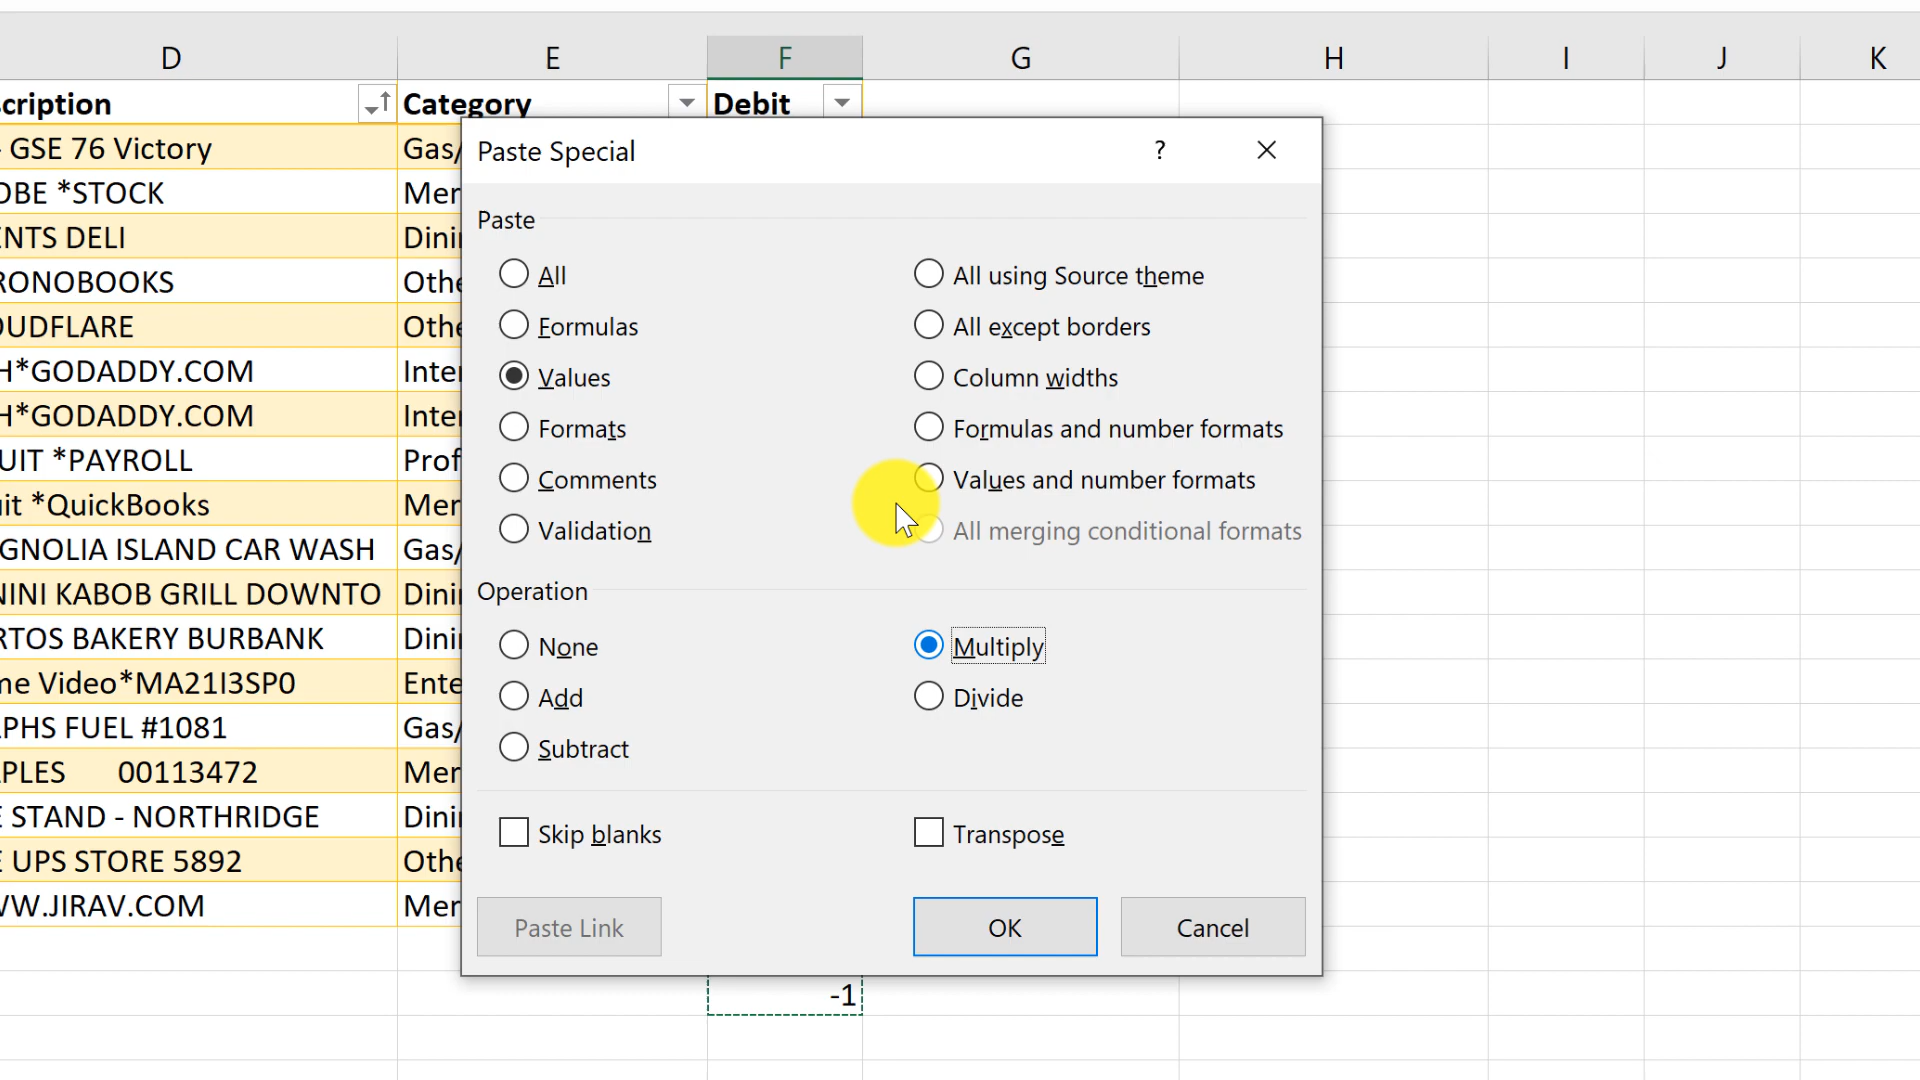 D E F G H I J K
cription Category Debit
- GSE 76 Victory Gas/
OBE *STOCK Mer
ENTS DELI Dini
RONOBOOKS Othe
OUDFLARE Othe
H*GODADDY.COM Inte
H*GODADDY.COM Inte
UIT *PAYROLL Prof
it *QuickBooks Mer
GNOLIA ISLAND CAR WASH Gas/
NINI KABOB GRILL DOWNTO Dini
RTOS BAKERY BURBANK Dini
me Video*MA21I3SP0 Ente
PHS FUEL #1081 Gas/
PLES 00113472 Mer
E STAND - NORTHRIDGE Dini
E UPS STORE 5892 Othe
WW.JIRAV.COM Mer
-1
Paste Special ?
Paste
All All using Source theme
Formulas All except borders
Values Column widths
Formats Formulas and number formats
Comments Values and number formats
Validation All merging conditional formats
Operation
None Multiply
Add Divide
Subtract
Skip blanks Transpose
Paste Link OK Cancel